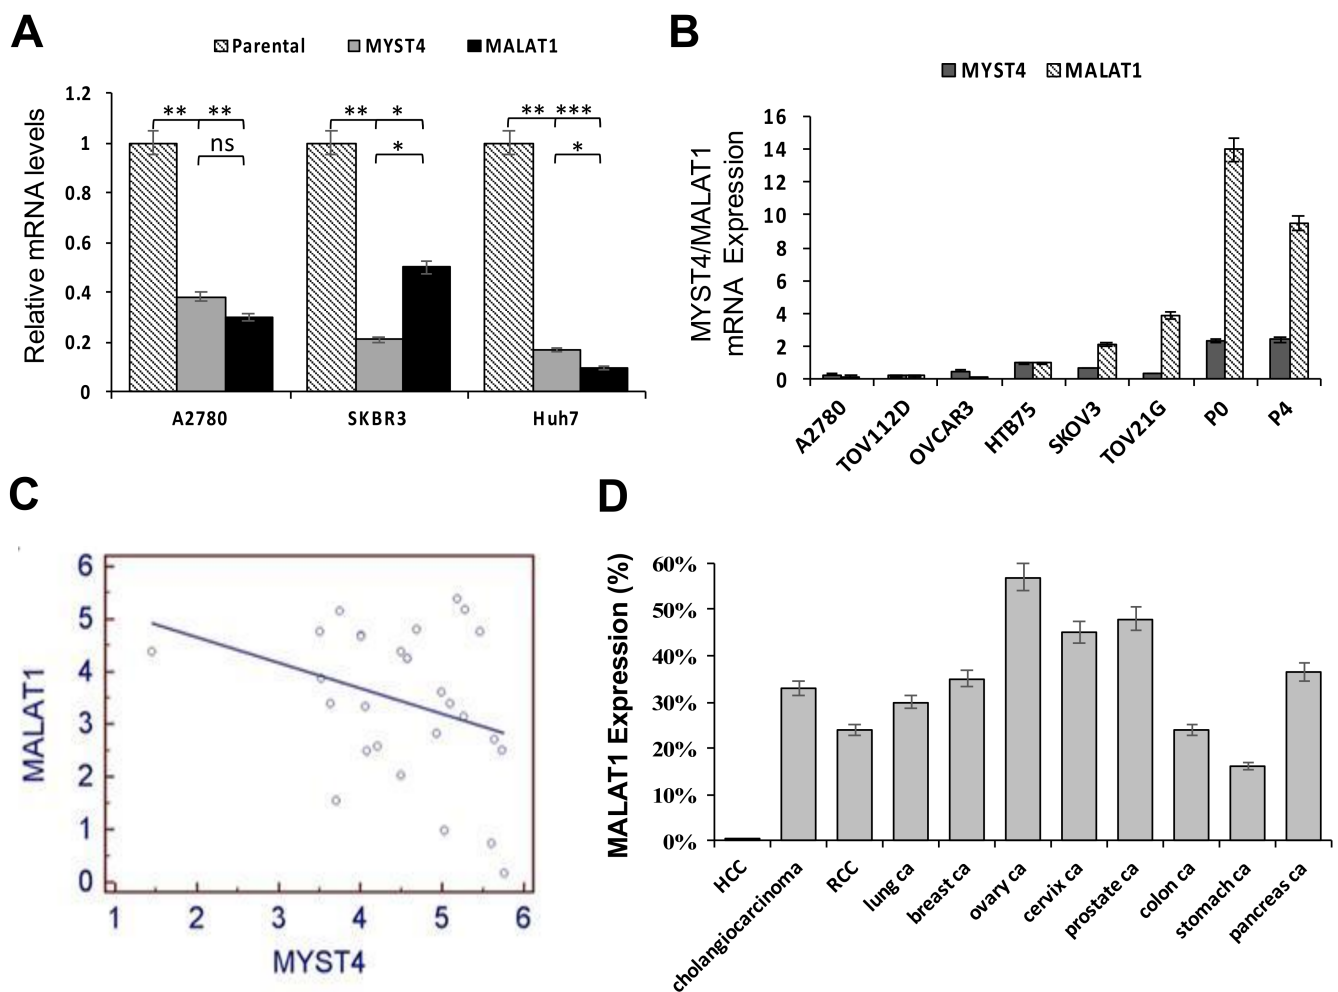 A
Parental MYST4 MALAT1
Relative mRNA levels
1.2
1
0.8
0.6
0.4
0.2
0
** ** ** * ** ***
ns * *
A2780 SKBR3 Huh7
B
MYST4 MALAT1
MYST4/MALAT1
mRNA Expression
16
14
12
10
8
6
4
2
0
A2780 TOV112D OVCAR3 HTB75 SKOV3 TOV21G P0 P4
C
MALAT1
6
5
4
3
2
1
0
1 2 3 4 5 6
MYST4
D
MALAT1 Expression (%)
60%
50%
40%
30%
20%
10%
0%
HCC cholangiocarcinoma RCC lung ca breast ca ovary ca cervix ca prostate ca colon ca stomach ca pancreas ca